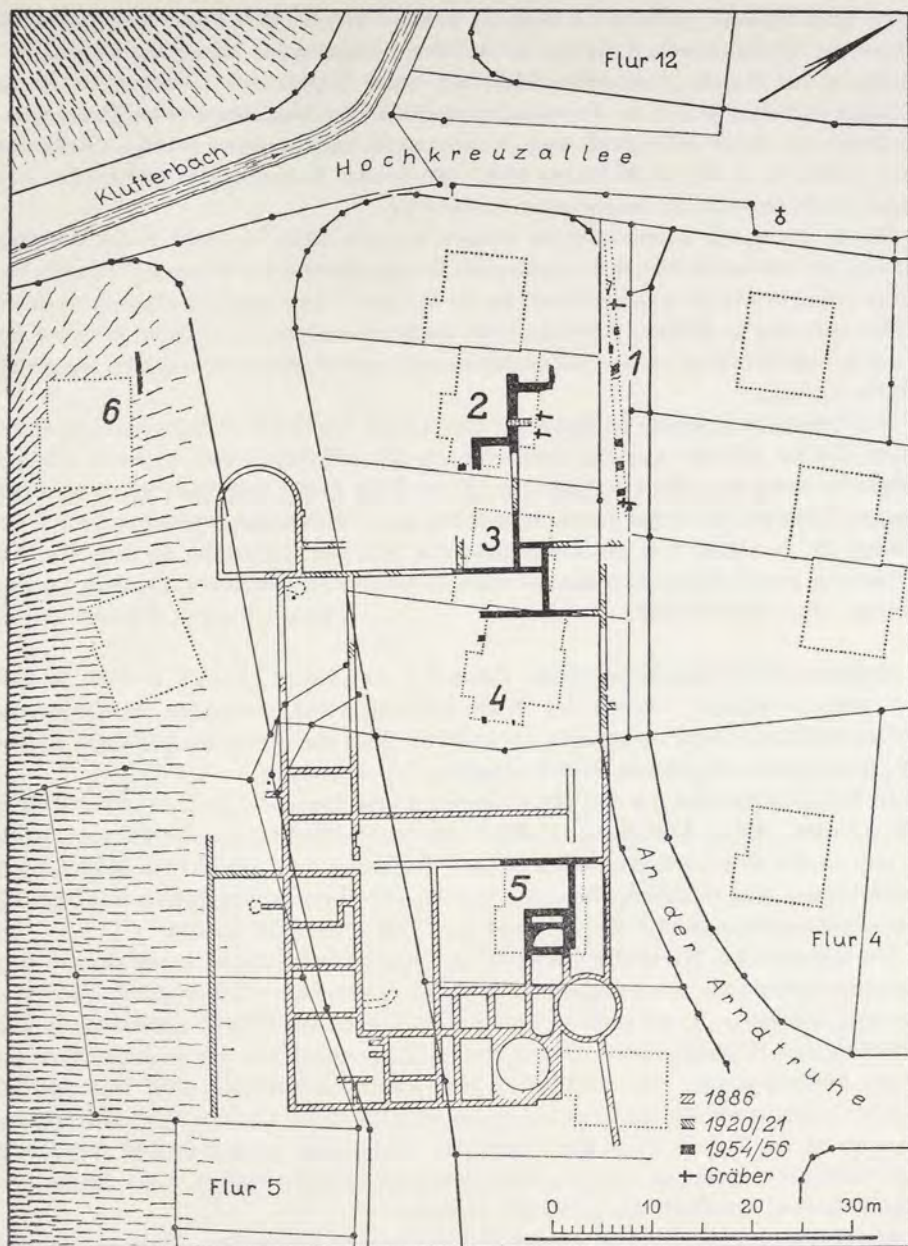 Flur 12
Klufterbach
Hochkreuzallee
1
2
6
3
4
5
An der Arndtruhe
Flur 4
1886
1920/21
1954/56
Gräber
Flur 5
0 10 20 30 m